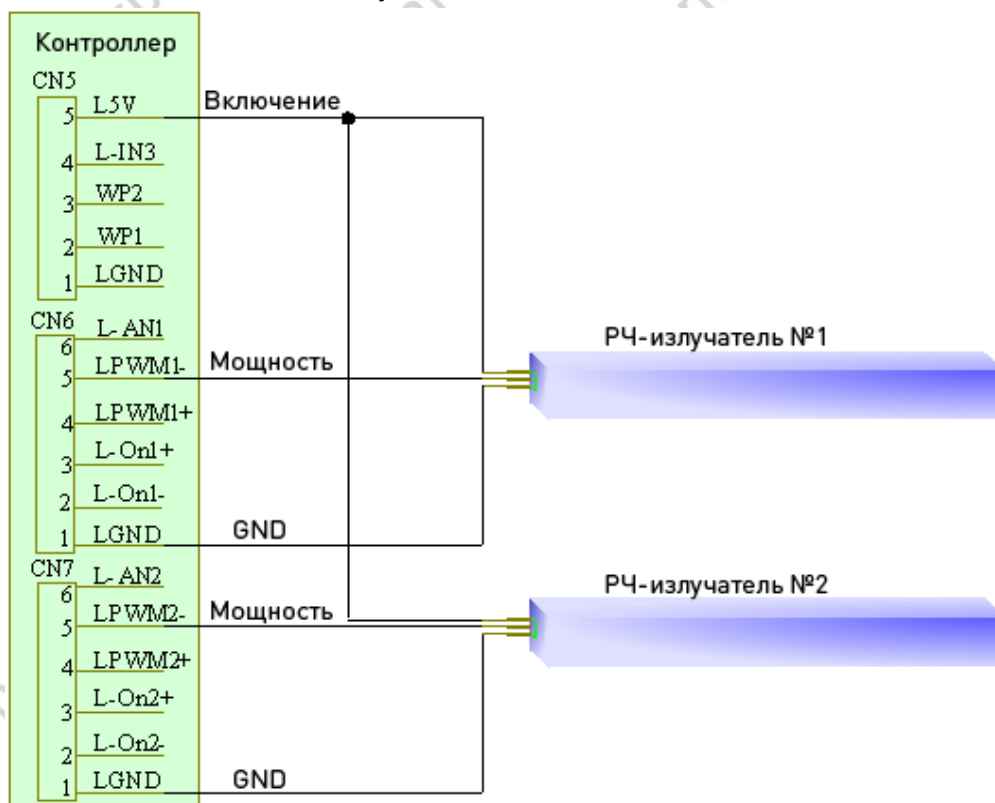 Контроллер
CN5
5 L5V Включение
4 L-IN3
3 WP2
2 WP1
1 LGND
CN6
6 L- AN1
5 LPWM1- Мощность
4 LPWM1+
3 L-On1+
2 L-On1-
1 LGND GND
РЧ-излучатель №1
CN7
6 L- AN2
5 LPWM2- Мощность
4 LPWM2+
3 L-On2+
2 L-On2-
1 LGND GND
РЧ-излучатель №2